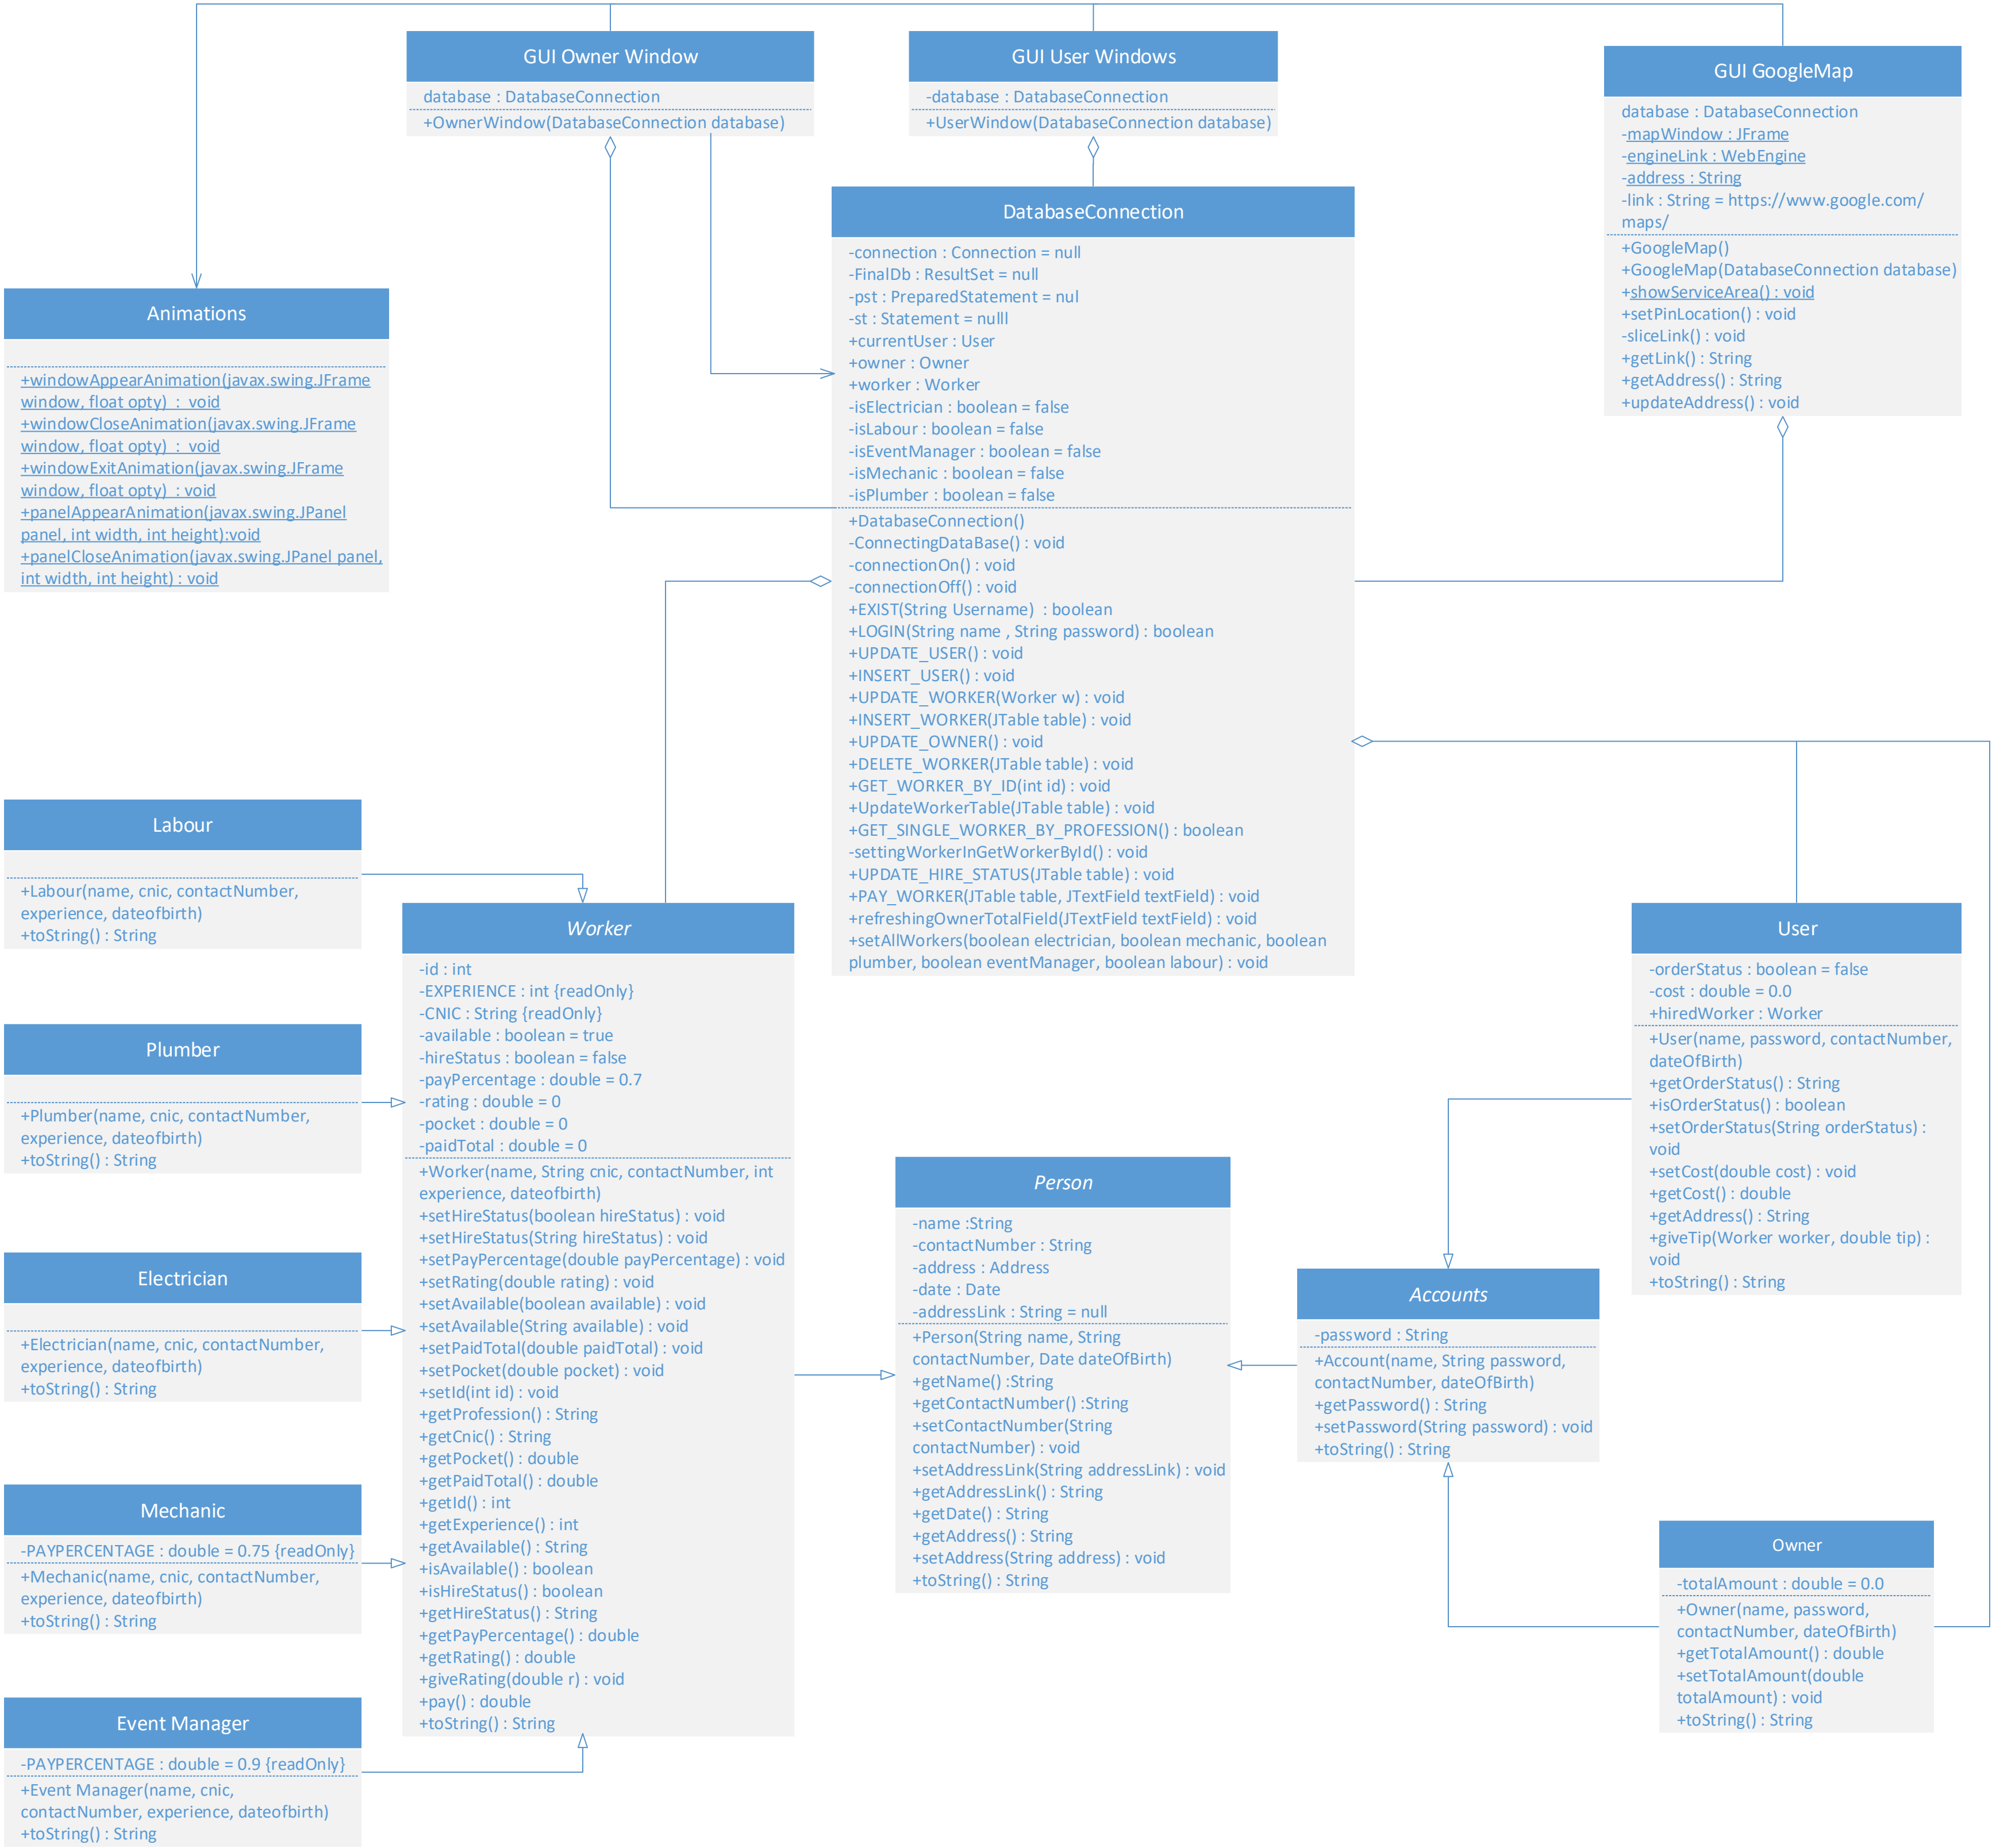 GUI Owner Window
database : DatabaseConnection
+OwnerWindow(DatabaseConnection database)
GUI User Windows
-database : DatabaseConnection
+UserWindow(DatabaseConnection database)
GUI GoogleMap
database : DatabaseConnection
-mapWindow : JFrame
-engineLink : WebEngine
-address : String
-link : String = https://www.google.com/
maps/
+GoogleMap()
+GoogleMap(DatabaseConnection database)
+showServiceArea() : void
+setPinLocation() : void
-sliceLink() : void
+getLink() : String
+getAddress() : String
+updateAddress() : void
DatabaseConnection
-connection : Connection = null
-FinalDb : ResultSet = null
-pst : PreparedStatement = nul
-st : Statement = nulll
+currentUser : User
+owner : Owner
+worker : Worker
-isElectrician : boolean = false
-isLabour : boolean = false
-isEventManager : boolean = false
-isMechanic : boolean = false
-isPlumber : boolean = false
+DatabaseConnection()
-ConnectingDataBase() : void
-connectionOn() : void
-connectionOff() : void
+EXIST(String Username)  : boolean
+LOGIN(String name , String password) : boolean
+UPDATE_USER() : void
+INSERT_USER() : void
+UPDATE_WORKER(Worker w) : void
+INSERT_WORKER(JTable table) : void
+UPDATE_OWNER() : void
+DELETE_WORKER(JTable table) : void
+GET_WORKER_BY_ID(int id) : void
+UpdateWorkerTable(JTable table) : void
+GET_SINGLE_WORKER_BY_PROFESSION() : boolean
-settingWorkerInGetWorkerById() : void
+UPDATE_HIRE_STATUS(JTable table) : void
+PAY_WORKER(JTable table, JTextField textField) : void
+refreshingOwnerTotalField(JTextField textField) : void
+setAllWorkers(boolean electrician, boolean mechanic, boolean
plumber, boolean eventManager, boolean labour) : void
Animations
+windowAppearAnimation(javax.swing.JFrame
window, float opty)  :  void
+windowCloseAnimation(javax.swing.JFrame
window, float opty)  :  void
+windowExitAnimation(javax.swing.JFrame
window, float opty)  : void
+panelAppearAnimation(javax.swing.JPanel
panel, int width, int height):void
+panelCloseAnimation(javax.swing.JPanel panel,
int width, int height) : void
Labour
+Labour(name, cnic, contactNumber,
experience, dateofbirth)
+toString() : String
Plumber
+Plumber(name, cnic, contactNumber,
experience, dateofbirth)
+toString() : String
Electrician
+Electrician(name, cnic, contactNumber,
experience, dateofbirth)
+toString() : String
Mechanic
-PAYPERCENTAGE : double = 0.75 {readOnly}
+Mechanic(name, cnic, contactNumber,
experience, dateofbirth)
+toString() : String
Event Manager
-PAYPERCENTAGE : double = 0.9 {readOnly}
+Event Manager(name, cnic,
contactNumber, experience, dateofbirth)
+toString() : String
Worker
-id : int
-EXPERIENCE : int {readOnly}
-CNIC : String {readOnly}
-available : boolean = true
-hireStatus : boolean = false
-payPercentage : double = 0.7
-rating : double = 0
-pocket : double = 0
-paidTotal : double = 0
+Worker(name, String cnic, contactNumber, int
experience, dateofbirth)
+setHireStatus(boolean hireStatus) : void
+setHireStatus(String hireStatus) : void
+setPayPercentage(double payPercentage) : void
+setRating(double rating) : void
+setAvailable(boolean available) : void
+setAvailable(String available) : void
+setPaidTotal(double paidTotal) : void
+setPocket(double pocket) : void
+setId(int id) : void
+getProfession() : String
+getCnic() : String
+getPocket() : double
+getPaidTotal() : double
+getId() : int
+getExperience() : int
+getAvailable() : String
+isAvailable() : boolean
+isHireStatus() : boolean
+getHireStatus() : String
+getPayPercentage() : double
+getRating() : double
+giveRating(double r) : void
+pay() : double
+toString() : String
Person
-name :String
-contactNumber : String
-address : Address
-date : Date
-addressLink : String = null
+Person(String name, String
contactNumber, Date dateOfBirth)
+getName() :String
+getContactNumber() :String
+setContactNumber(String
contactNumber) : void
+setAddressLink(String addressLink) : void
+getAddressLink() : String
+getDate() : String
+getAddress() : String
+setAddress(String address) : void
+toString() : String
Accounts
-password : String
+Account(name, String password,
contactNumber, dateOfBirth)
+getPassword() : String
+setPassword(String password) : void
+toString() : String
User
-orderStatus : boolean = false
-cost : double = 0.0
+hiredWorker : Worker
+User(name, password, contactNumber,
dateOfBirth)
+getOrderStatus() : String
+isOrderStatus() : boolean
+setOrderStatus(String orderStatus) :
void
+setCost(double cost) : void
+getCost() : double
+getAddress() : String
+giveTip(Worker worker, double tip) :
void
+toString() : String
Owner
-totalAmount : double = 0.0
+Owner(name, password,
contactNumber, dateOfBirth)
+getTotalAmount() : double
+setTotalAmount(double
totalAmount) : void
+toString() : String